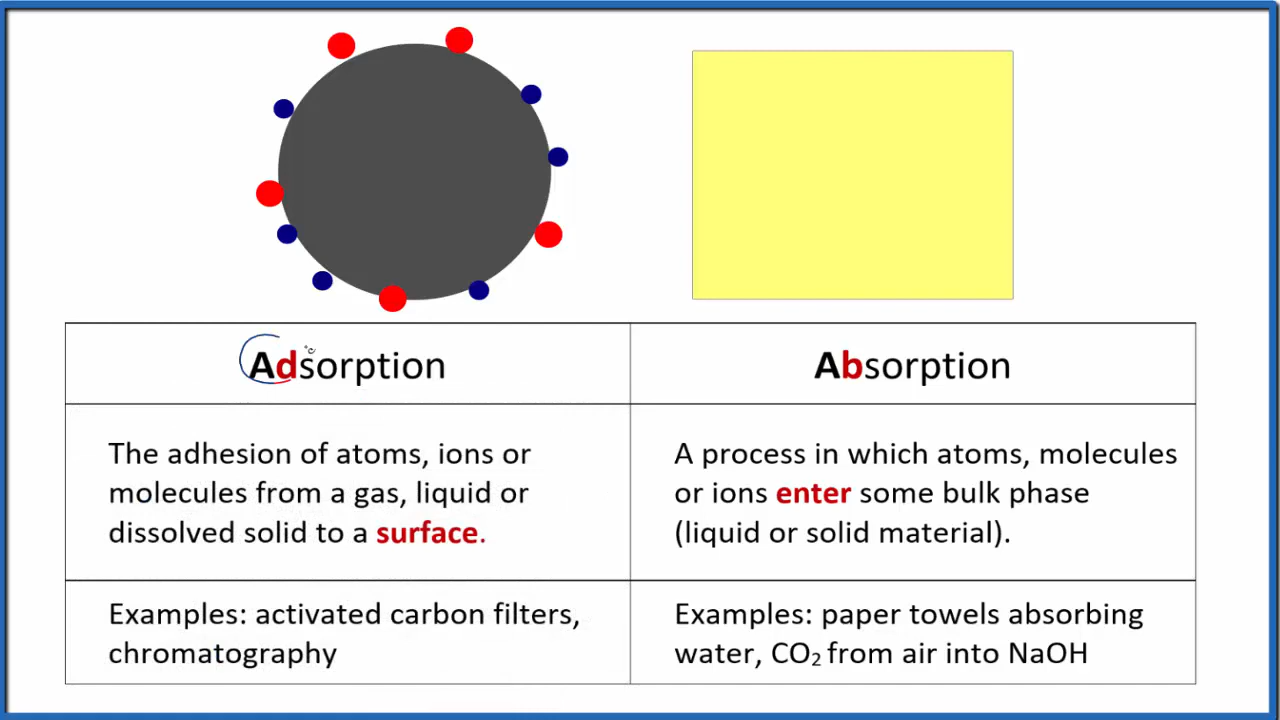 Adsorption
Absorption
The adhesion of atoms, ions or
molecules from a gas, liquid or
dissolved solid to a surface.
A process in which atoms, molecules
or ions enter some bulk phase
(liquid or solid material).
Examples: activated carbon filters,
chromatography
Examples: paper towels absorbing
water, CO₂ from air into NaOH